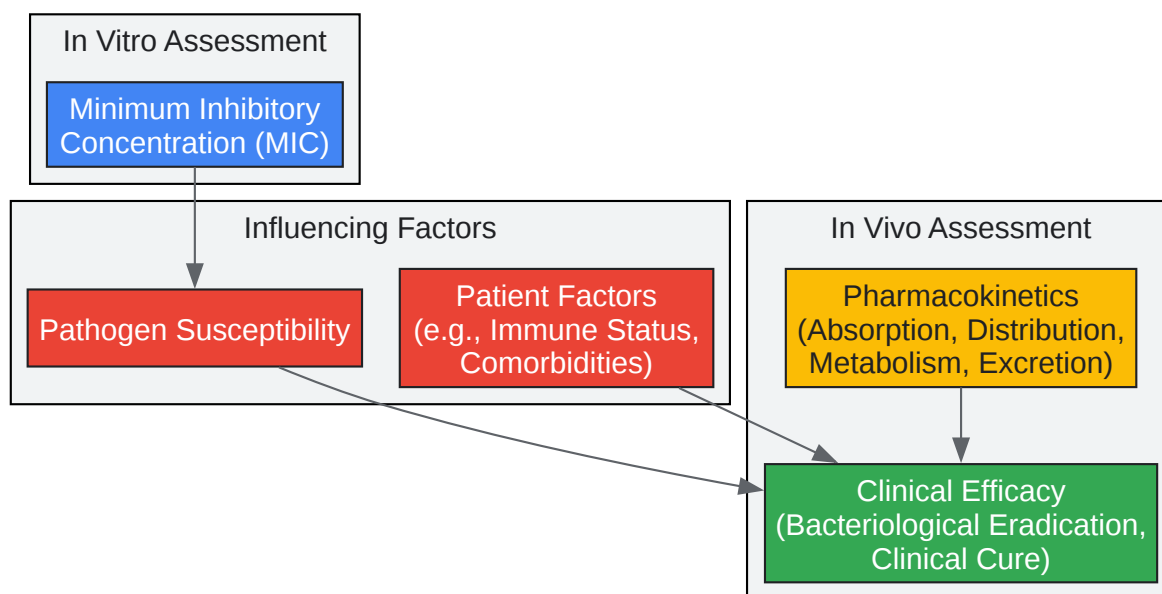 In Vitro Assessment
Minimum Inhibitory
Concentration (MIC)
Influencing Factors
Pathogen Susceptibility
Patient Factors
(e.g., Immune Status,
Comorbidities)
In Vivo Assessment
Pharmacokinetics
(Absorption, Distribution,
Metabolism, Excretion)
Clinical Efficacy
(Bacteriological Eradication,
Clinical Cure)